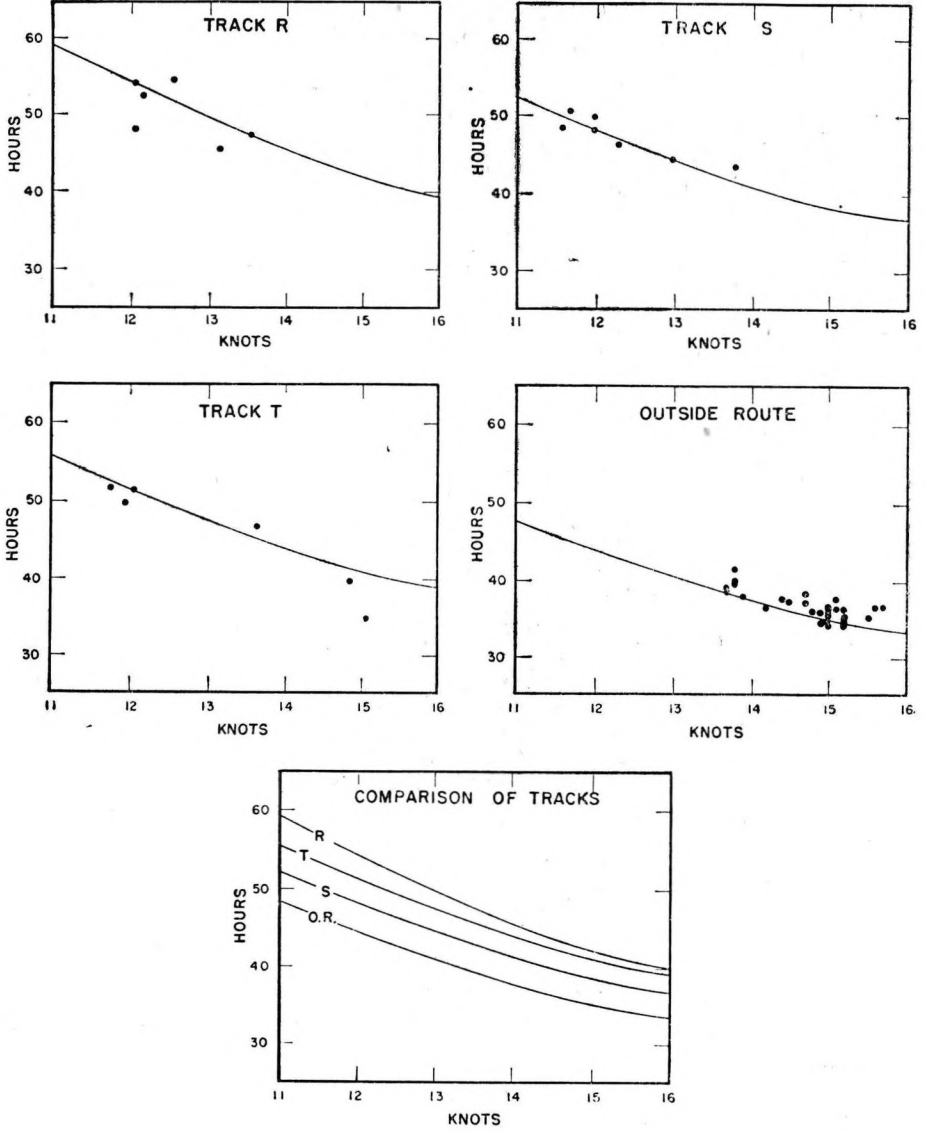 TRACK R
60
50
40
30
HOURS
11 12 13 14 15 16
KNOTS
TRACK S
60
50
40
30
HOURS
11 12 13 14 15 16
KNOTS
TRACK T
60
50
40
30
HOURS
11 12 13 14 15 16
KNOTS
OUTSIDE ROUTE
60
50
40
30
HOURS
11 12 13 14 15 16
KNOTS
COMPARISON OF TRACKS
60
50
40
30
HOURS
R
T
S
O.R.
11 12 13 14 15 16
KNOTS